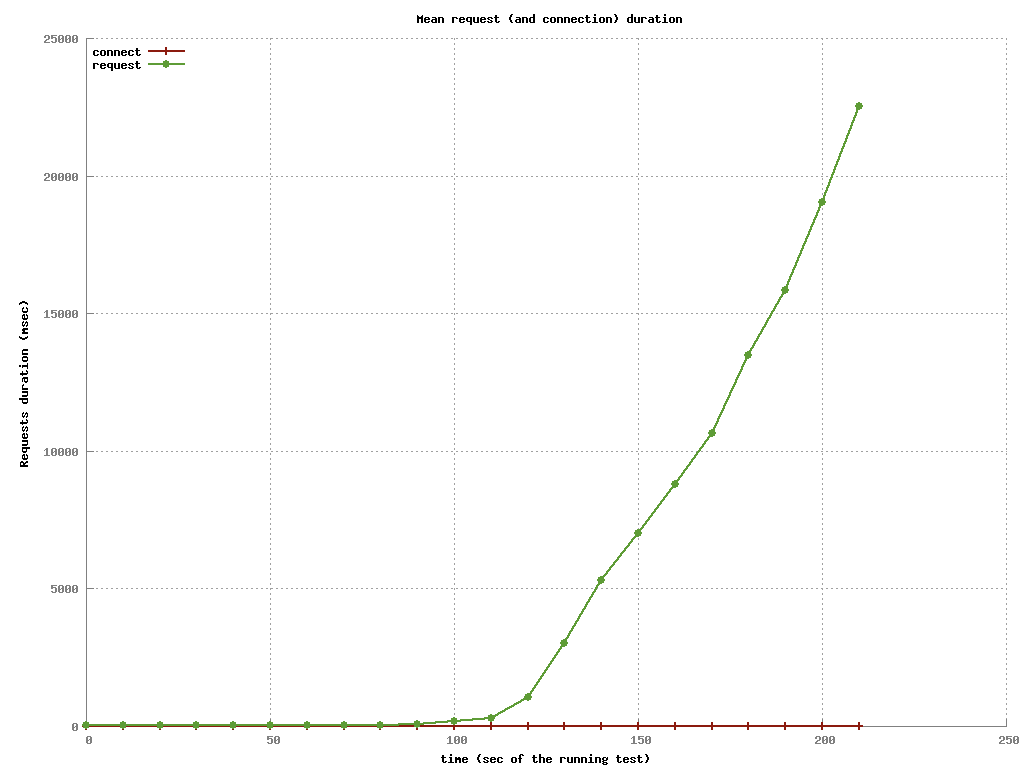 Mean request (and connection) duration
25000
connect
request
20000
15000
Requests duration (msec)
10000
5000
0
0 50 100 150 200 250
time (sec of the running test)